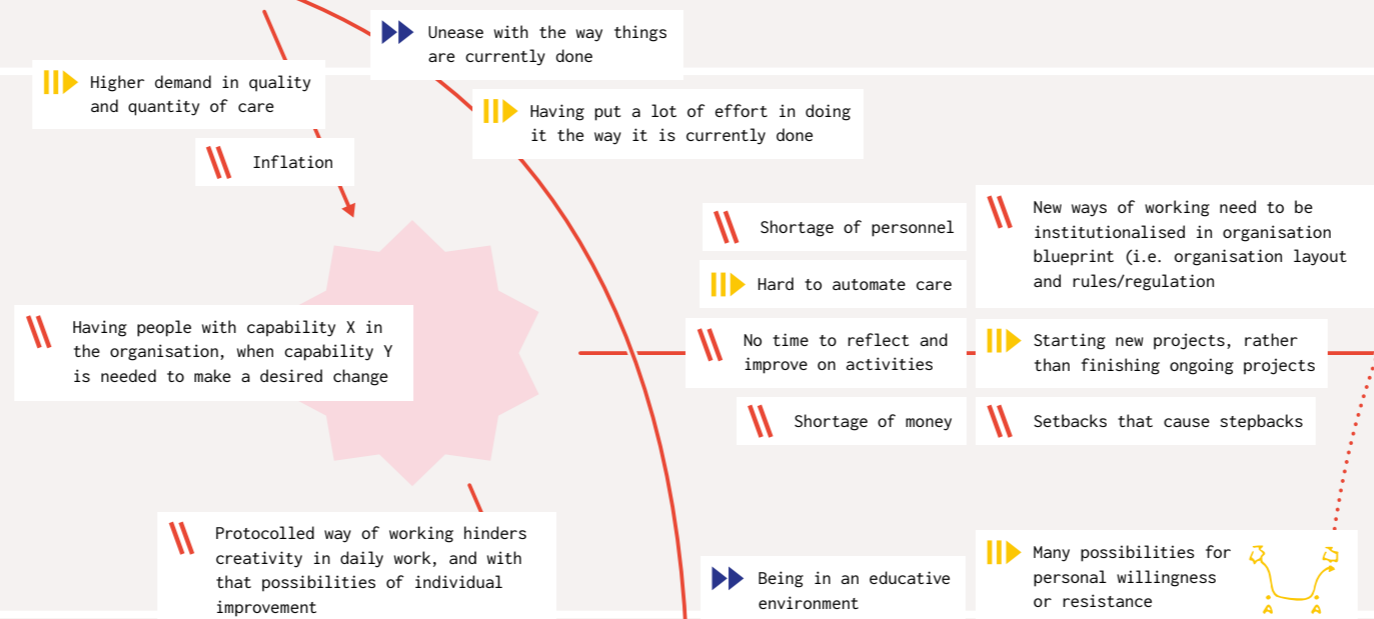 Unease with the way things
are currently done
Higher demand in quality
and quantity of care
Having put a lot of effort in doing
it the way it is currently done
Inflation
Shortage of personnel
New ways of working need to be
institutionalised in organisation
blueprint (i.e. organisation layout
and rules/regulation
Hard to automate care
Having people with capability X in
the organisation, when capability Y
is needed to make a desired change
No time to reflect and
improve on activities
Starting new projects, rather
than finishing ongoing projects
Shortage of money
Setbacks that cause stepbacks
Protocolled way of working hinders
creativity in daily work, and with
that possibilities of individual
improvement
Being in an educative
environment
Many possibilities for
personal willingness
or resistance
A A